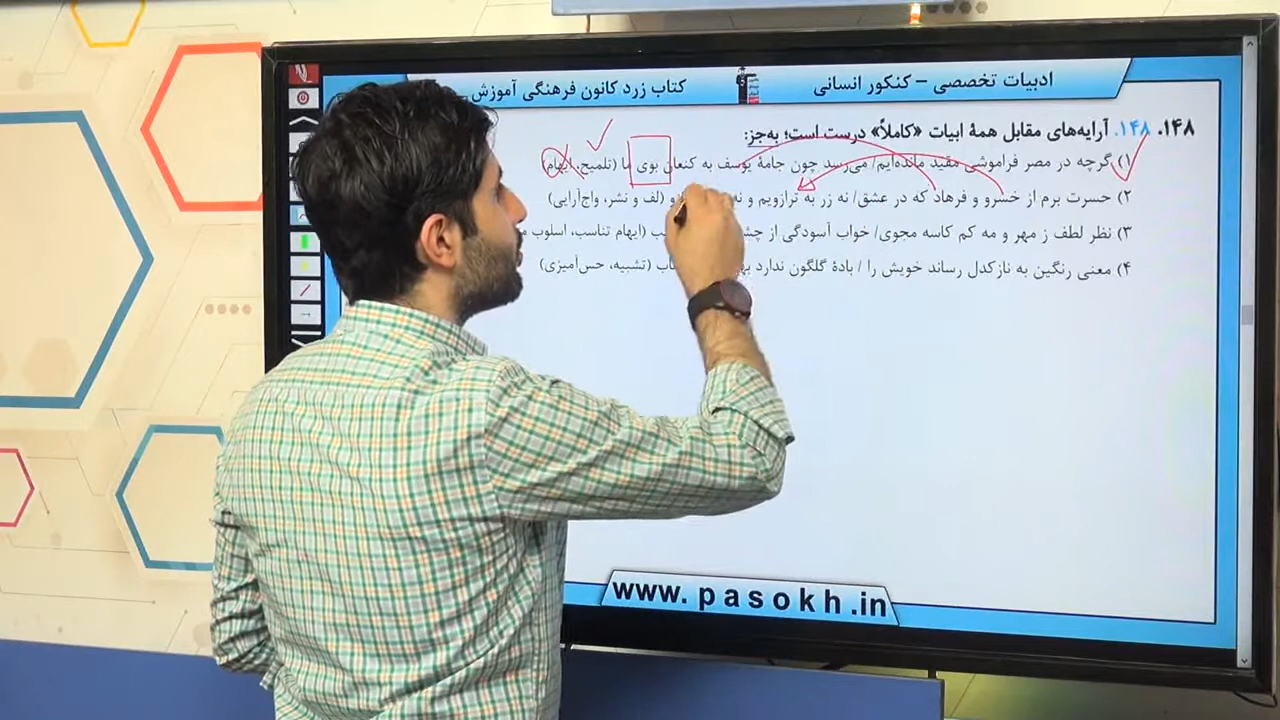 ادبیات تخصصی – کنکور انسانی
کتاب زرد کانون فرهنگی آموزش
۱۴۸. ۱۴۸. آرایه‌های مقابل همهٔ ابیات «کاملاً» درست است؛ به‌جز:
۱) گرچه در مصر فراموشی مقید مانده‌ایم/ می‌رسد چون جامهٔ یوسف به کنعان بوی ما (تلمیح، ایهام)
۲) حسرت برم از خسرو و فرهاد که در عشق/ نه زر به ترازویم و نه (لف و نشر، واج‌آرایی)
۳) نظر لطف ز مهر و مه کم کاسه مجوی/ خواب آسودگی از (ایهام تناسب، اسلوب
۴) معنی رنگین به نازکدل رساند خویش را / بادهٔ گلگون ندارد (تشبیه، حس‌آمیزی)
www.pasokh.in